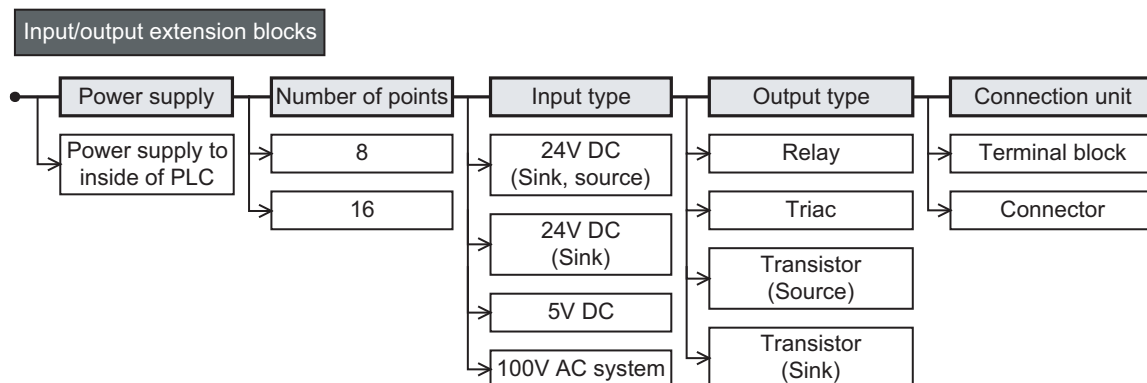 Input/output extension blocks
Power supply
Number of points
Input type
Output type
Connection unit
Power supply to
inside of PLC
8
16
24V DC
(Sink, source)
24V DC
(Sink)
5V DC
100V AC system
Relay
Triac
Transistor
(Source)
Transistor
(Sink)
Terminal block
Connector